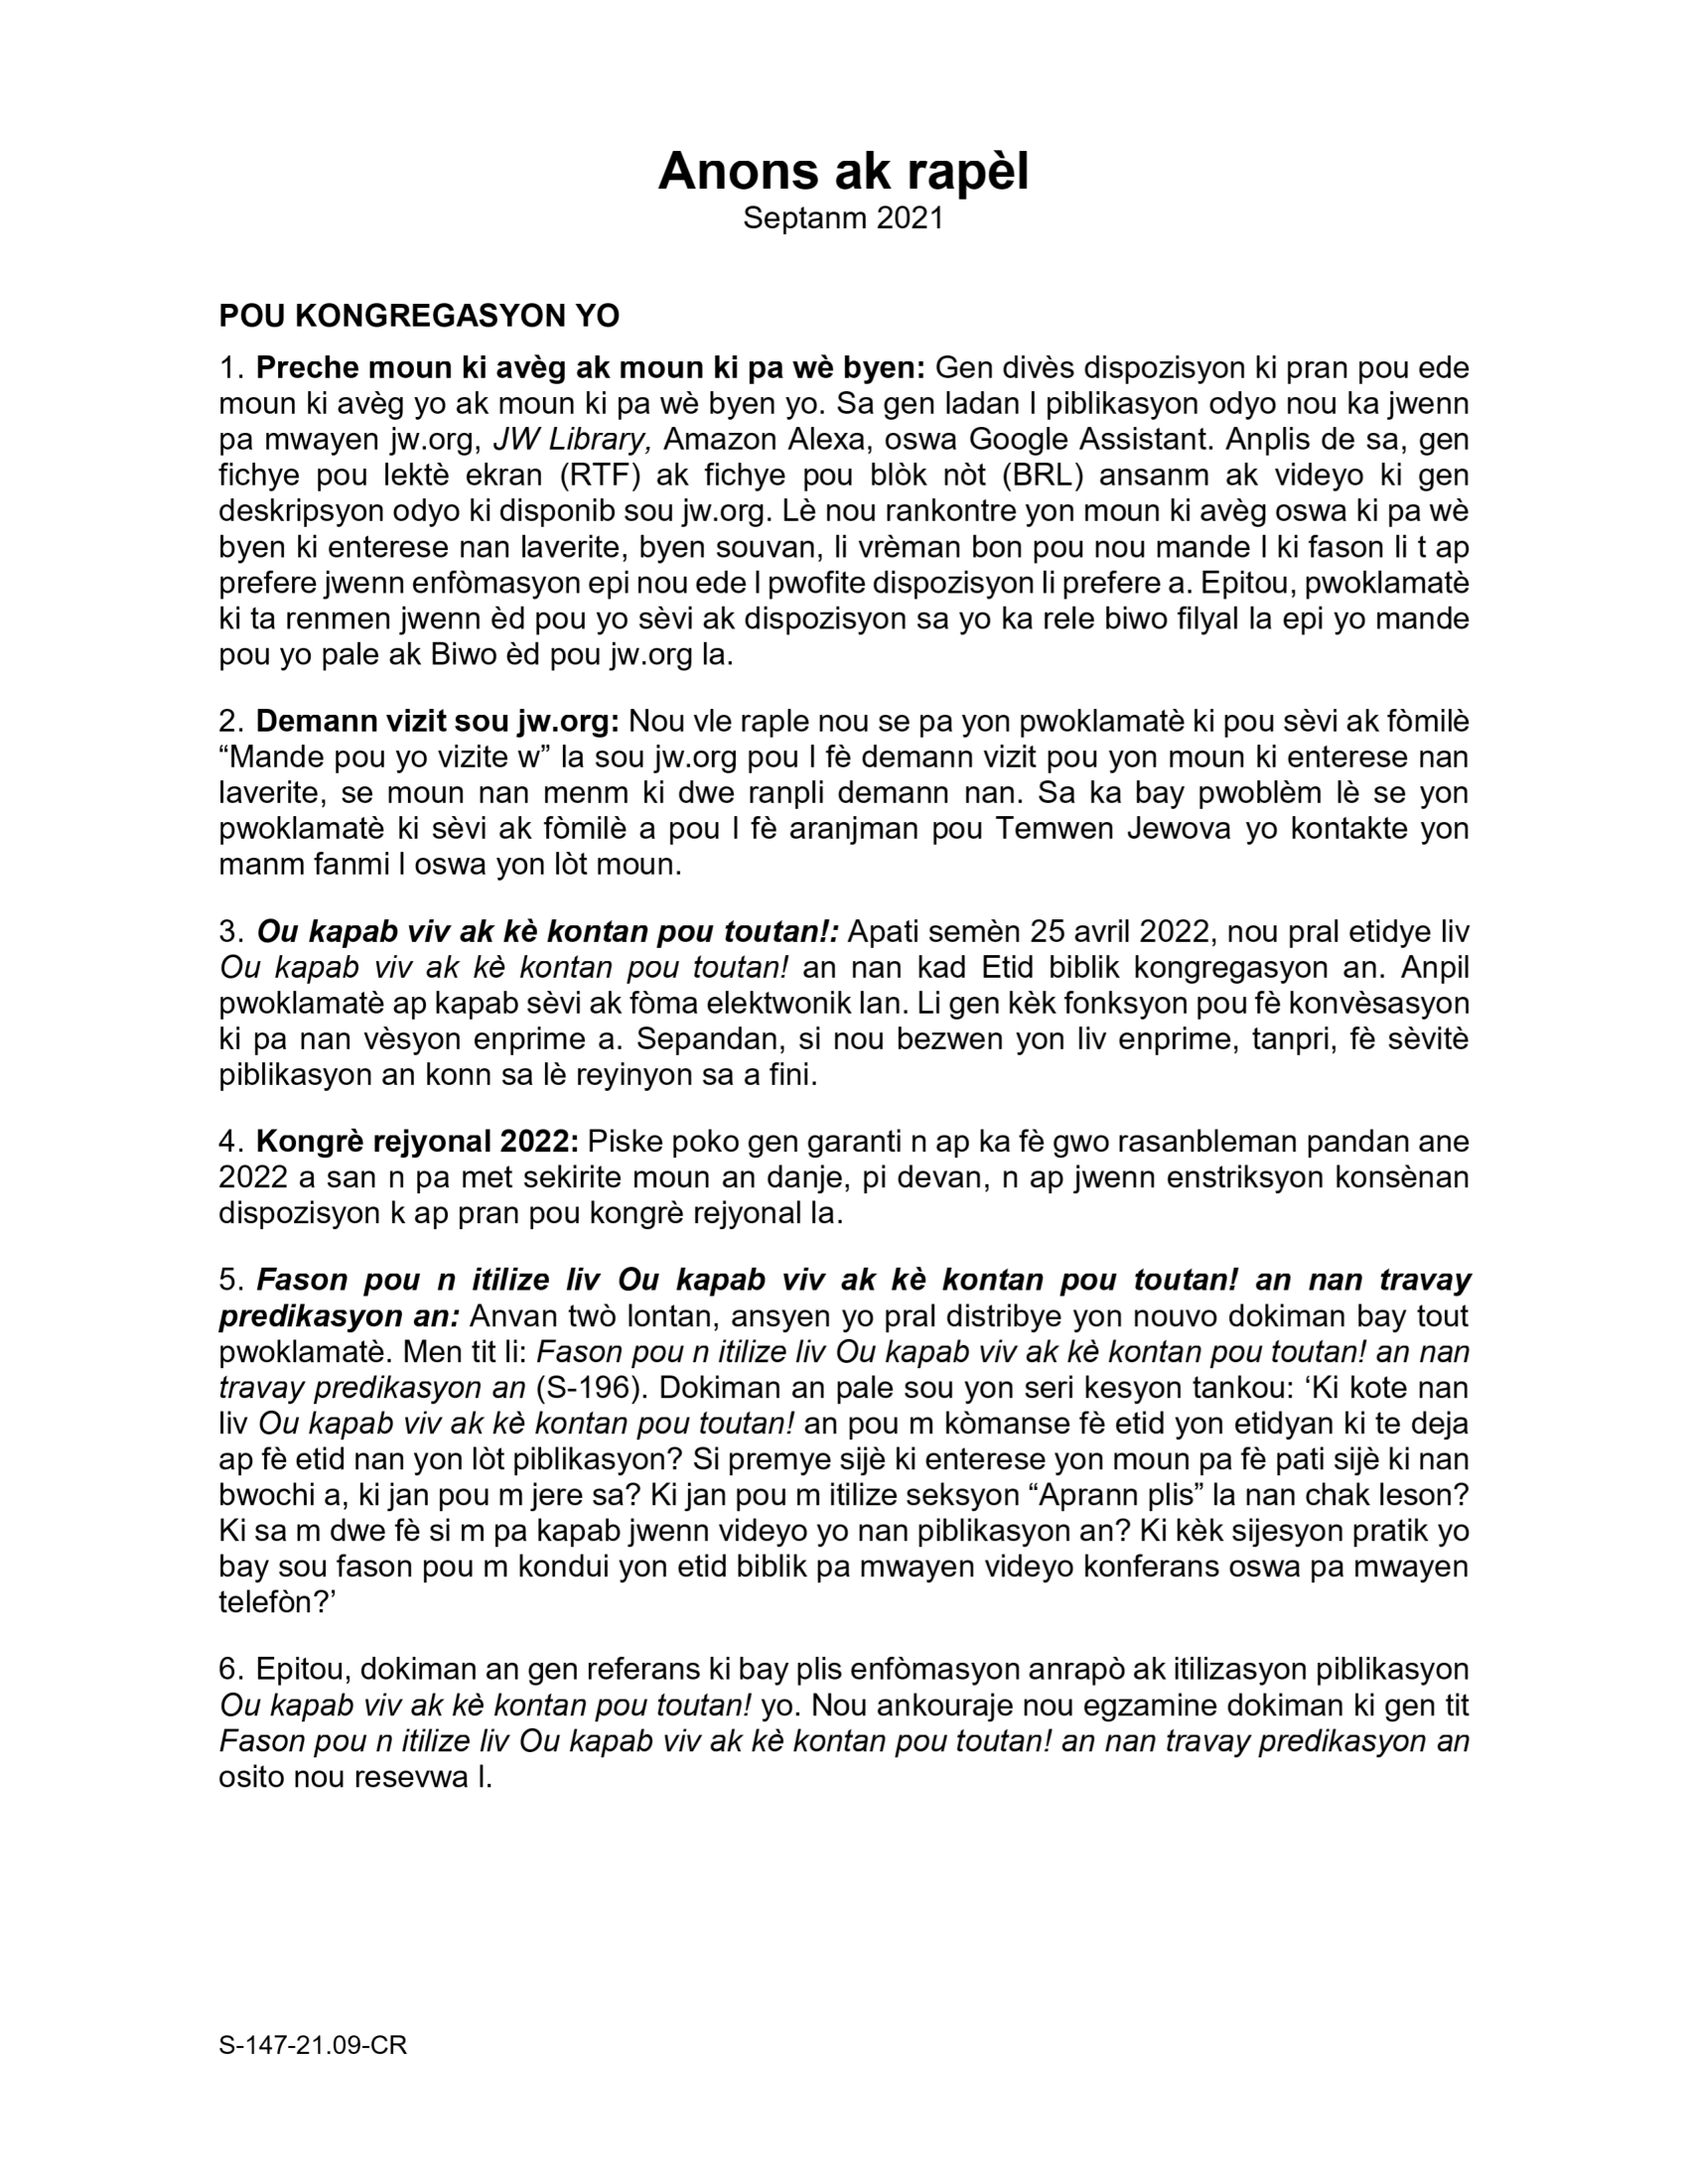 Anons ak rapèl
Septanm 2021
POU KONGREGASYON YO
1. Preche moun ki avèg ak moun ki pa wè byen: Gen divès dispozisyon ki pran pou ede
moun ki avèg yo ak moun ki pa wè byen yo. Sa gen ladan l piblikasyon odyo nou ka jwenn
pa mwayen jw.org, JW Library, Amazon Alexa, oswa Google Assistant. Anplis de sa, gen
fichye pou lektè ekran (RTF) ak fichye pou blòk nòt (BRL) ansanm ak videyo ki gen
deskripsyon odyo ki disponib sou jw.org. Lè nou rankontre yon moun ki avèg oswa ki pa wè
byen ki enterese nan laverite, byen souvan, li vrèman bon pou nou mande l ki fason li t ap
prefere jwenn enfòmasyon epi nou ede l pwofite dispozisyon li prefere a. Epitou, pwoklamatè
ki ta renmen jwenn èd pou yo sèvi ak dispozisyon sa yo ka rele biwo filyal la epi yo mande
pou yo pale ak Biwo èd pou jw.org la.
2. Demann vizit sou jw.org: Nou vle raple nou se pa yon pwoklamatè ki pou sèvi ak fòmilè
“Mande pou yo vizite w” la sou jw.org pou l fè demann vizit pou yon moun ki enterese nan
laverite, se moun nan menm ki dwe ranpli demann nan. Sa ka bay pwoblèm lè se yon
pwoklamatè ki sèvi ak fòmilè a pou l fè aranjman pou Temwen Jewova yo kontakte yon
manm fanmi l oswa yon lòt moun.
3. Ou kapab viv ak kè kontan pou toutan!: Apati semèn 25 avril 2022, nou pral etidye liv
Ou kapab viv ak kè kontan pou toutan! an nan kad Etid biblik kongregasyon an. Anpil
pwoklamatè ap kapab sèvi ak fòma elektwonik lan. Li gen kèk fonksyon pou fè konvèsasyon
ki pa nan vèsyon enprime a. Sepandan, si nou bezwen yon liv enprime, tanpri, fè sèvitè
piblikasyon an konn sa lè reyinyon sa a fini.
4. Kongrè rejyonal 2022: Piske poko gen garanti n ap ka fè gwo rasanbleman pandan ane
2022 a san n pa met sekirite moun an danje, pi devan, n ap jwenn enstriksyon konsènan
dispozisyon k ap pran pou kongrè rejyonal la.
5. Fason pou n itilize liv Ou kapab viv ak kè kontan pou toutan! an nan travay
predikasyon an: Anvan twò lontan, ansyen yo pral distribye yon nouvo dokiman bay tout
pwoklamatè. Men tit li: Fason pou n itilize liv Ou kapab viv ak kè kontan pou toutan! an nan
travay predikasyon an (S-196). Dokiman an pale sou yon seri kesyon tankou: ‘Ki kote nan
liv Ou kapab viv ak kè kontan pou toutan! an pou m kòmanse fè etid yon etidyan ki te deja
ap fè etid nan yon lòt piblikasyon? Si premye sijè ki enterese yon moun pa fè pati sijè ki nan
bwochi a, ki jan pou m jere sa? Ki jan pou m itilize seksyon “Aprann plis” la nan chak leson?
Ki sa m dwe fè si m pa kapab jwenn videyo yo nan piblikasyon an? Ki kèk sijesyon pratik yo
bay sou fason pou m kondui yon etid biblik pa mwayen videyo konferans oswa pa mwayen
telefòn?’
6. Epitou, dokiman an gen referans ki bay plis enfòmasyon anrapò ak itilizasyon piblikasyon
Ou kapab viv ak kè kontan pou toutan! yo. Nou ankouraje nou egzamine dokiman ki gen tit
Fason pou n itilize liv Ou kapab viv ak kè kontan pou toutan! an nan travay predikasyon an
osito nou resevwa l.
S-147-21.09-CR